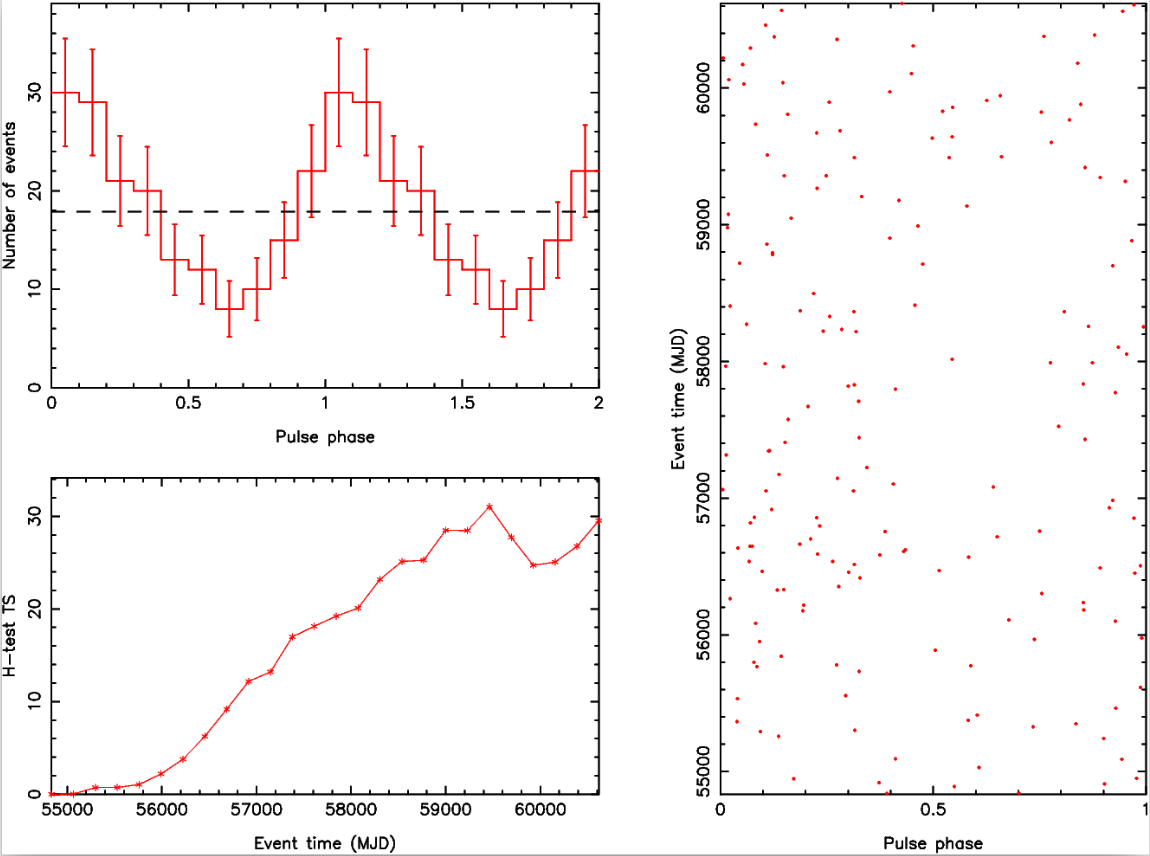 Number of events
30
20
10
0
0 0.5 1 1.5 2
Pulse phase
H-test TS
30
20
10
0
55000 56000 57000 58000 59000 60000
Event time (MJD)
Event time (MJD)
60000
59000
58000
57000
56000
55000
0 0.5 1
Pulse phase